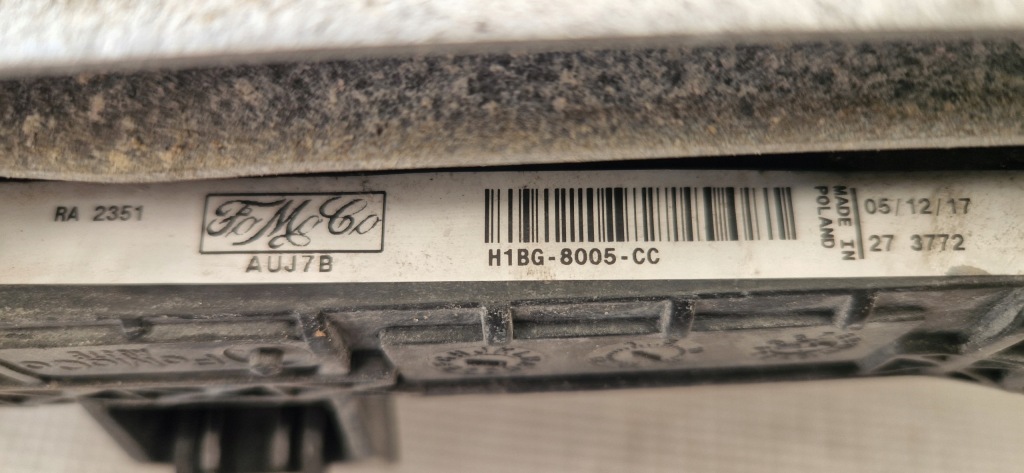 RA 2351
FoMoCo
AUJ7B
H1BG-8005-CC
MADE IN
POLAND
05/12/17
27 3772